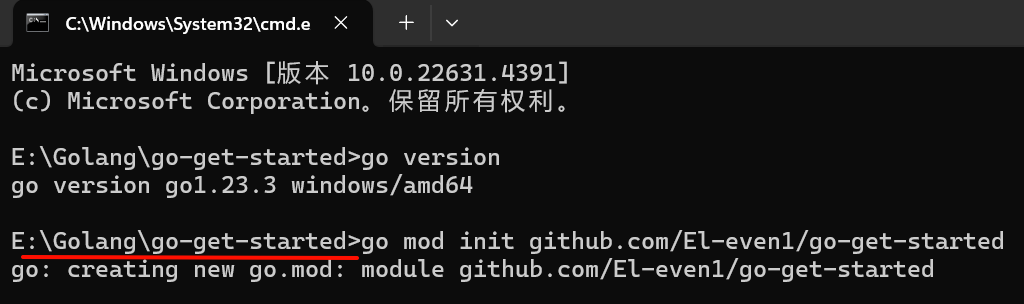 C:\Windows\System32\cmd.e
Microsoft Windows [版本 10.0.22631.4391]
(c) Microsoft Corporation。保留所有权利。
E:\Golang\go-get-started>go version
go version go1.23.3 windows/amd64
E:\Golang\go-get-started>go mod init github.com/El-even1/go-get-started
go: creating new go.mod: module github.com/El-even1/go-get-started